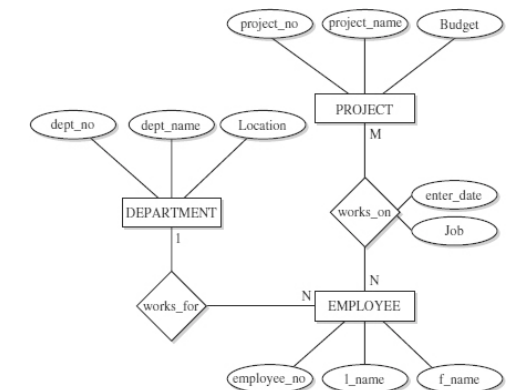 project_no
project_name
Budget
PROJECT
M
dept_no
dept_name
Location
DEPARTMENT
1
works_on
enter_date
Job
N
works_for
N
EMPLOYEE
employee_no
l_name
f_name